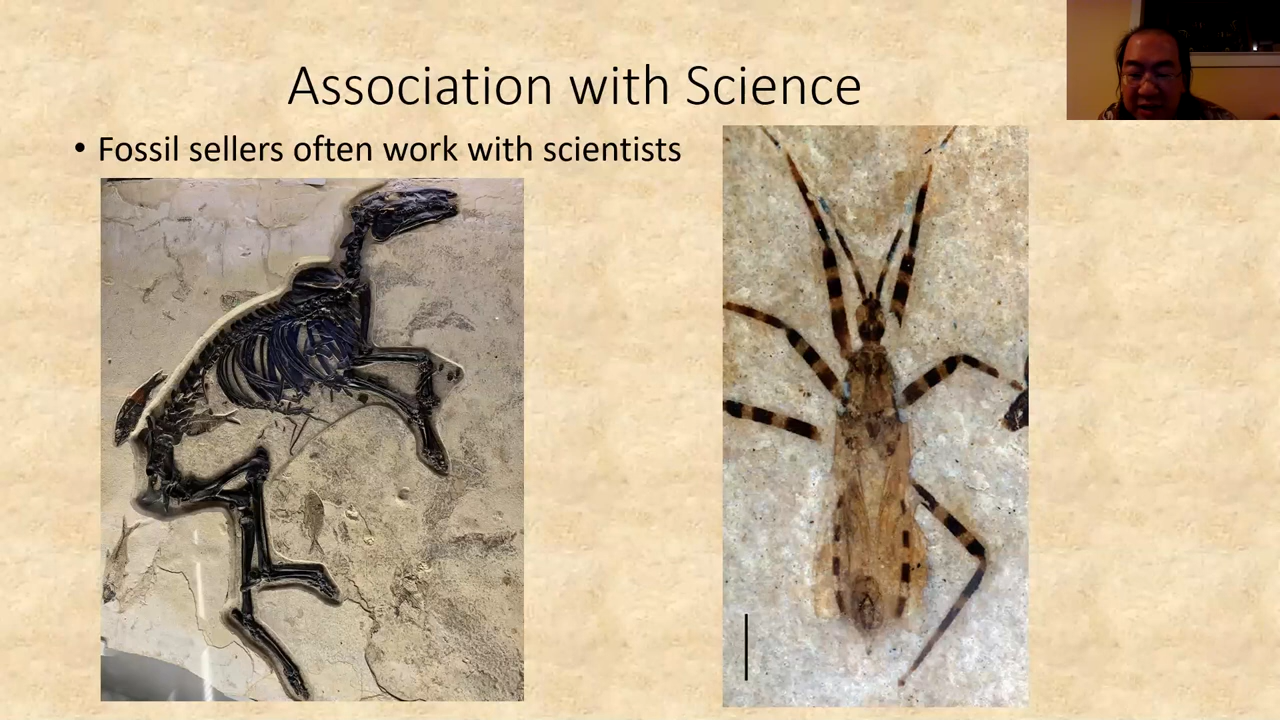 Association with Science
• Fossil sellers often work with scientists